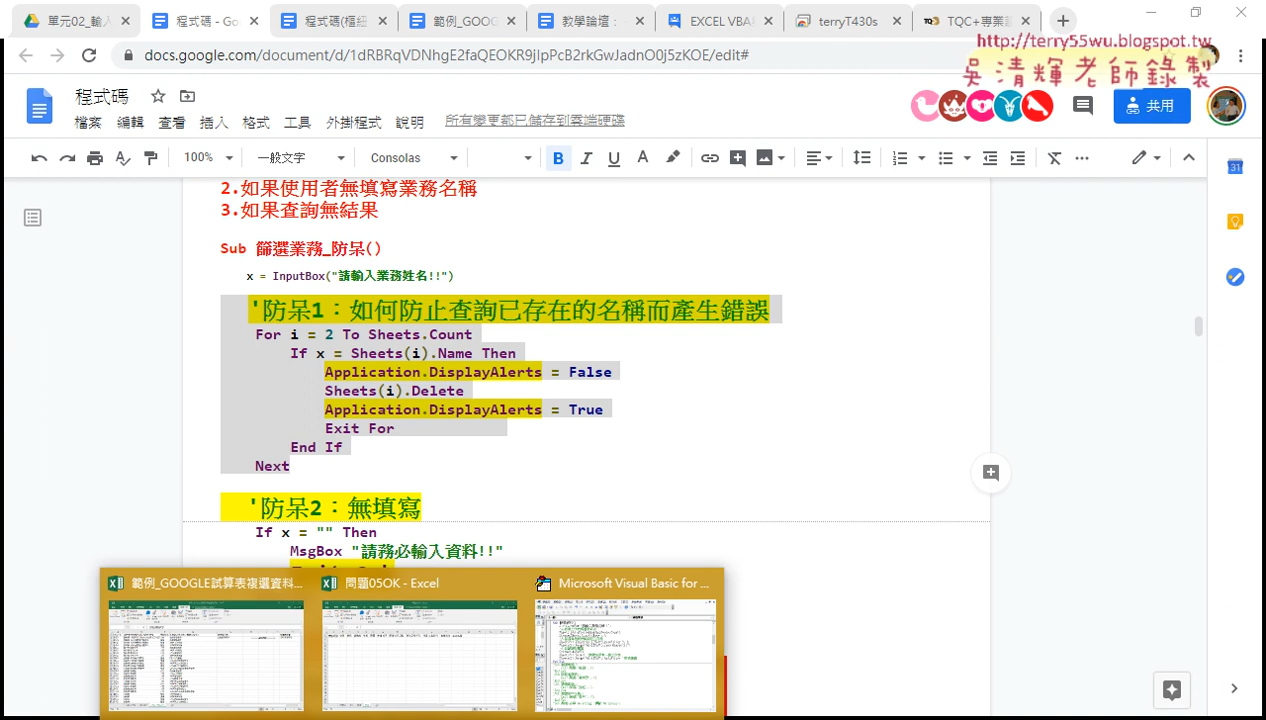 單元02_輸入
程式碼 - Go
程式碼(樞紐
範例_GOOG
教學論壇：
EXCEL VBA
terryT430s
TQC+專業
http://terry55wu.blogspot.tw
吳清輝老師錄製
docs.google.com/document/d/1dRBRqVDNhgE2faQEOKR9jIpPcB2rkGwJadnO0j5zKOE/edit#
程式碼
檔案 編輯 查看 插入 格式 工具 外掛程式 說明 所有變更都已儲存到雲端硬碟
共用
100% 一般文字 Consolas B I U A
31
2.如果使用者無填寫業務名稱
3.如果查詢無結果
Sub 篩選業務_防呆()
x = InputBox("請輸入業務姓名!!")
'防呆1：如何防止查詢已存在的名稱而產生錯誤
For i = 2 To Sheets.Count
If x = Sheets(i).Name Then
Application.DisplayAlerts = False
Sheets(i).Delete
Application.DisplayAlerts = True
Exit For
End If
Next
'防呆2：無填寫
If x = "" Then
MsgBox "請務必輸入資料!!"
範例_GOOGLE試算表複選資料...
問題05OK - Excel
Microsoft Visual Basic for ...